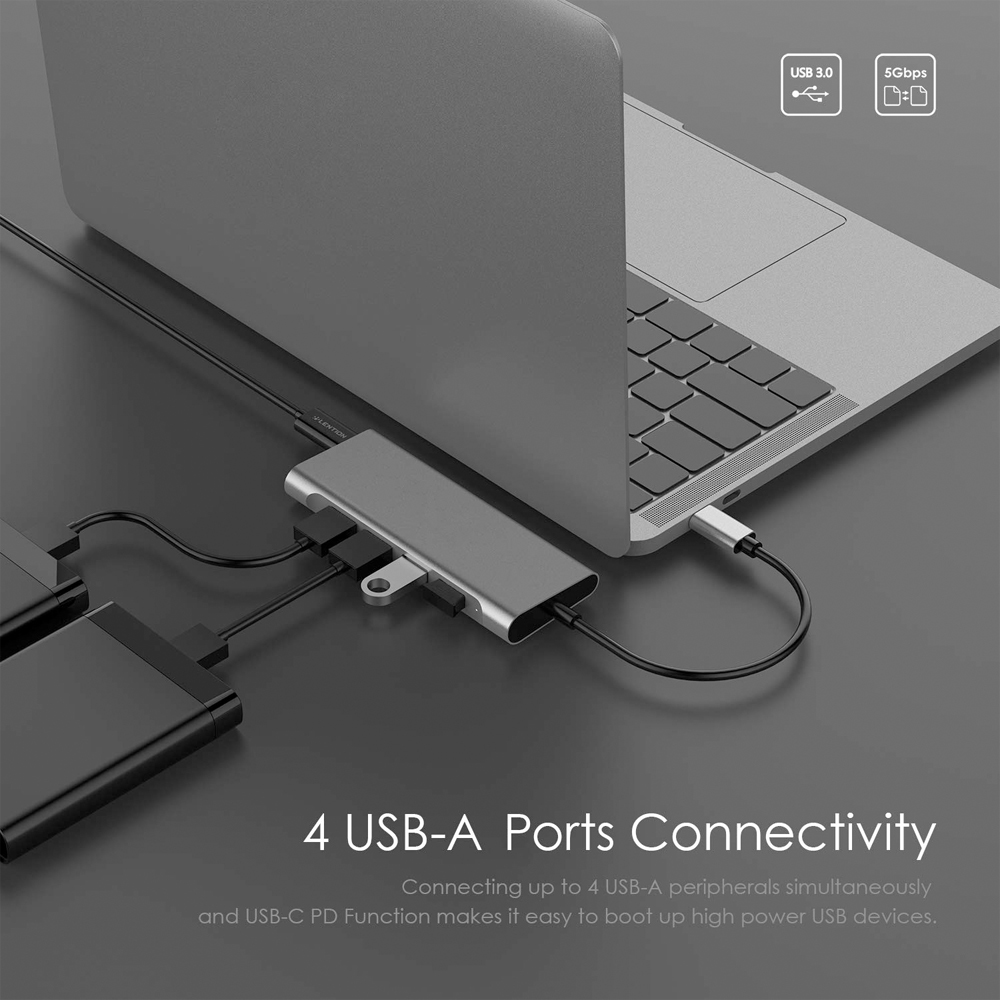 USB 3.0
5Gbps
LENTION
4 USB-A Ports Connectivity
Connecting up to 4 USB-A peripherals simultaneously
and USB-C PD Function makes it easy to boot up high power USB devices.